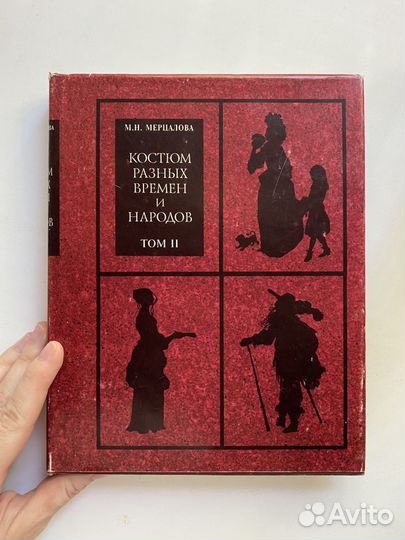 М.Н. МЕРЦАЛОВА
КОСТЮМ
РАЗНЫХ
ВРЕМЕН И
НАРОДОВ
ТОМ II
Avito